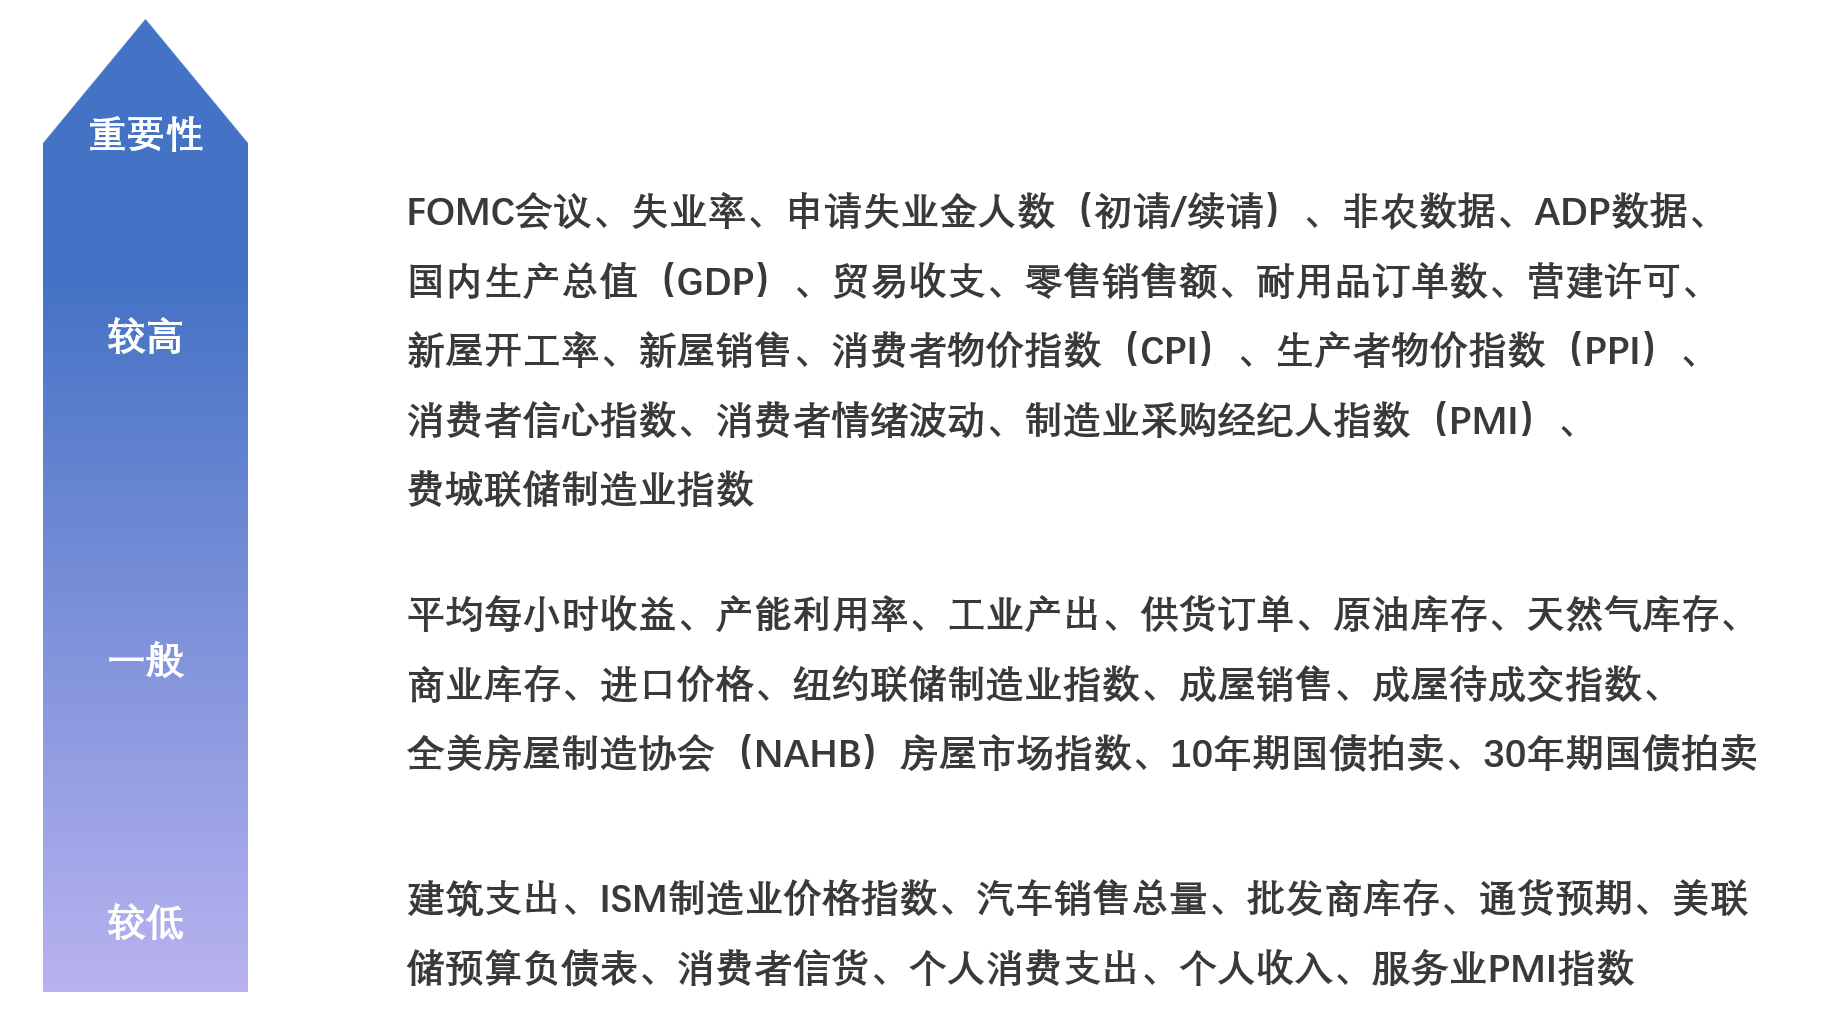 重要性
FOMC会议、失业率、申请失业金人数（初请/续请）、非农数据、ADP数据、
国内生产总值（GDP）、贸易收支、零售销售额、耐用品订单数、营建许可、
较高
新屋开工率、新屋销售、消费者物价指数（CPI）、生产者物价指数（PPI）、
消费者信心指数、消费者情绪波动、制造业采购经纪人指数（PMI）、
费城联储制造业指数
平均每小时收益、产能利用率、工业产出、供货订单、原油库存、天然气库存、
一般
商业库存、进口价格、纽约联储制造业指数、成屋销售、成屋待成交指数、
全美房屋制造协会（NAHB）房屋市场指数、10年期国债拍卖、30年期国债拍卖
建筑支出、ISM制造业价格指数、汽车销售总量、批发商库存、通货预期、美联
较低
储预算负债表、消费者信货、个人消费支出、个人收入、服务业PMI指数